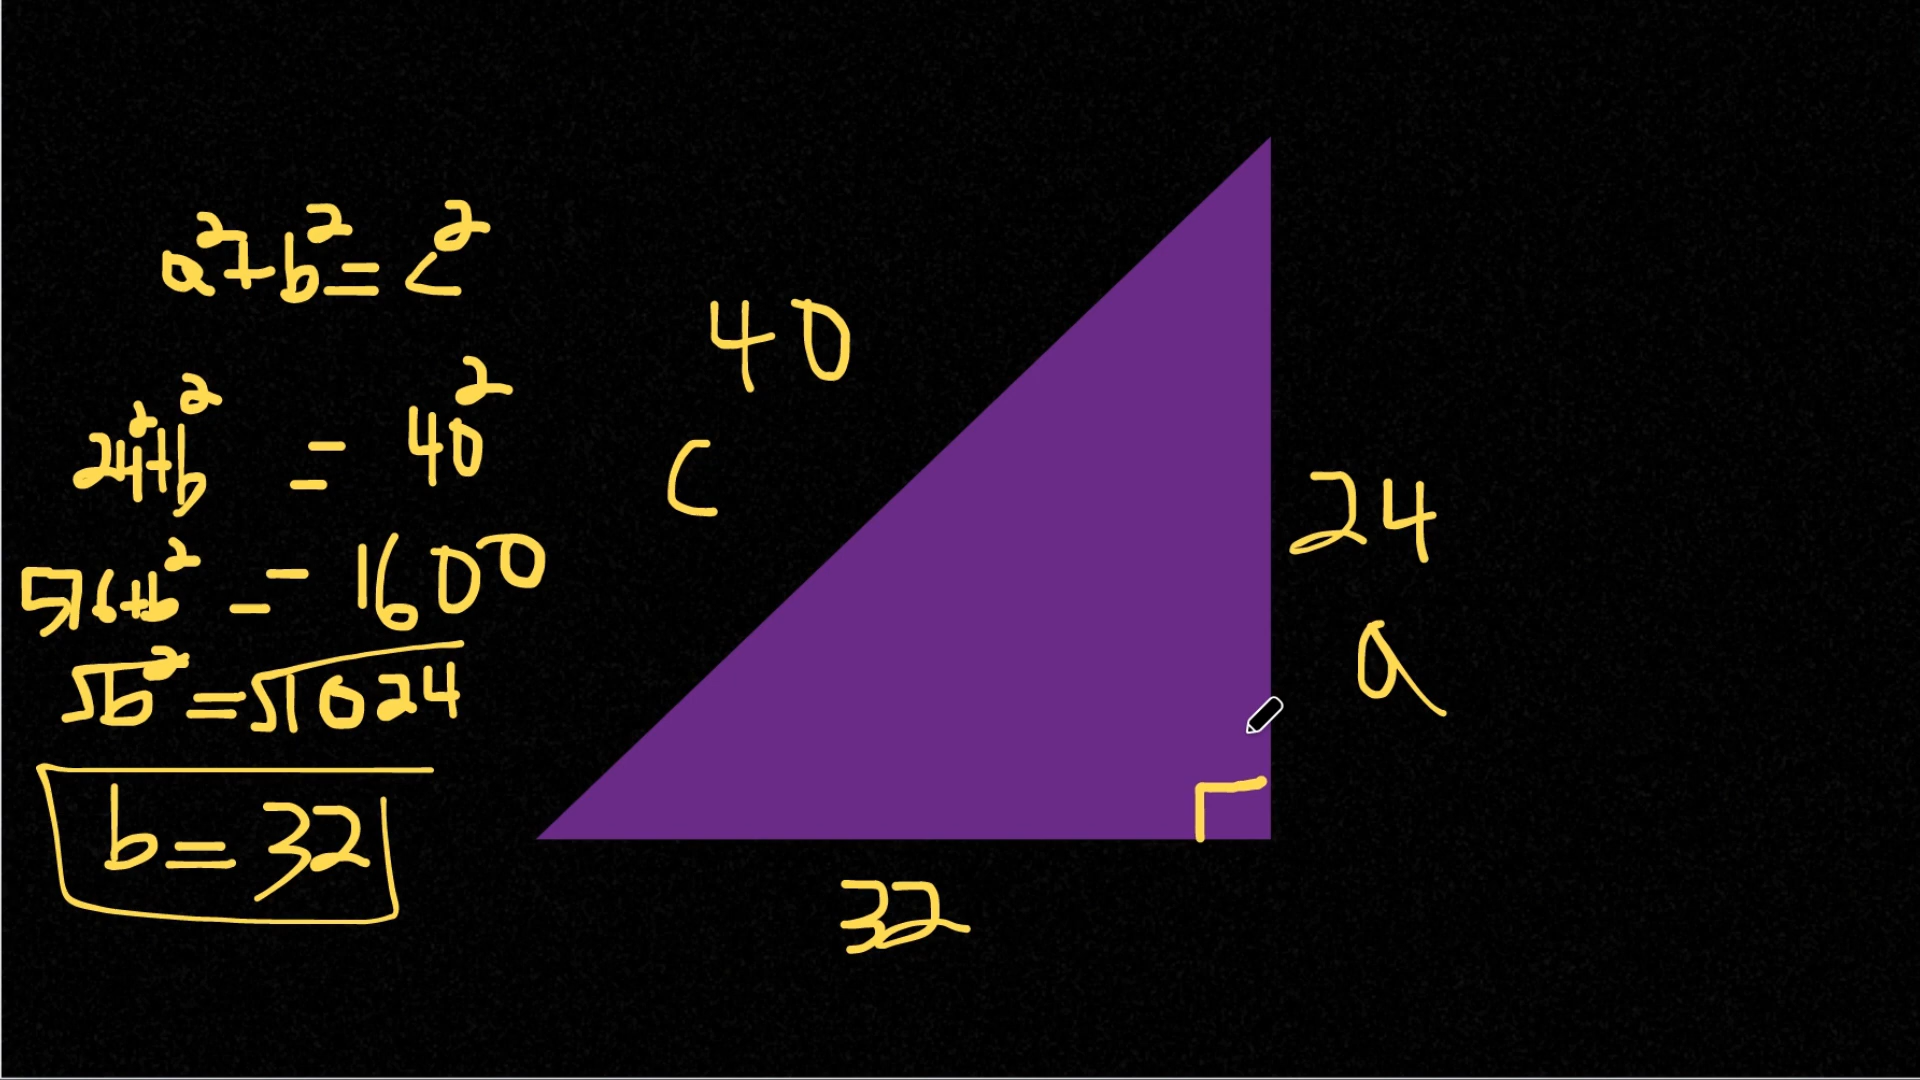 a²+b²=c²
24²+b² = 40²
576+b² = 1600
√b² = √1024
b = 32
40
c
24
a
32